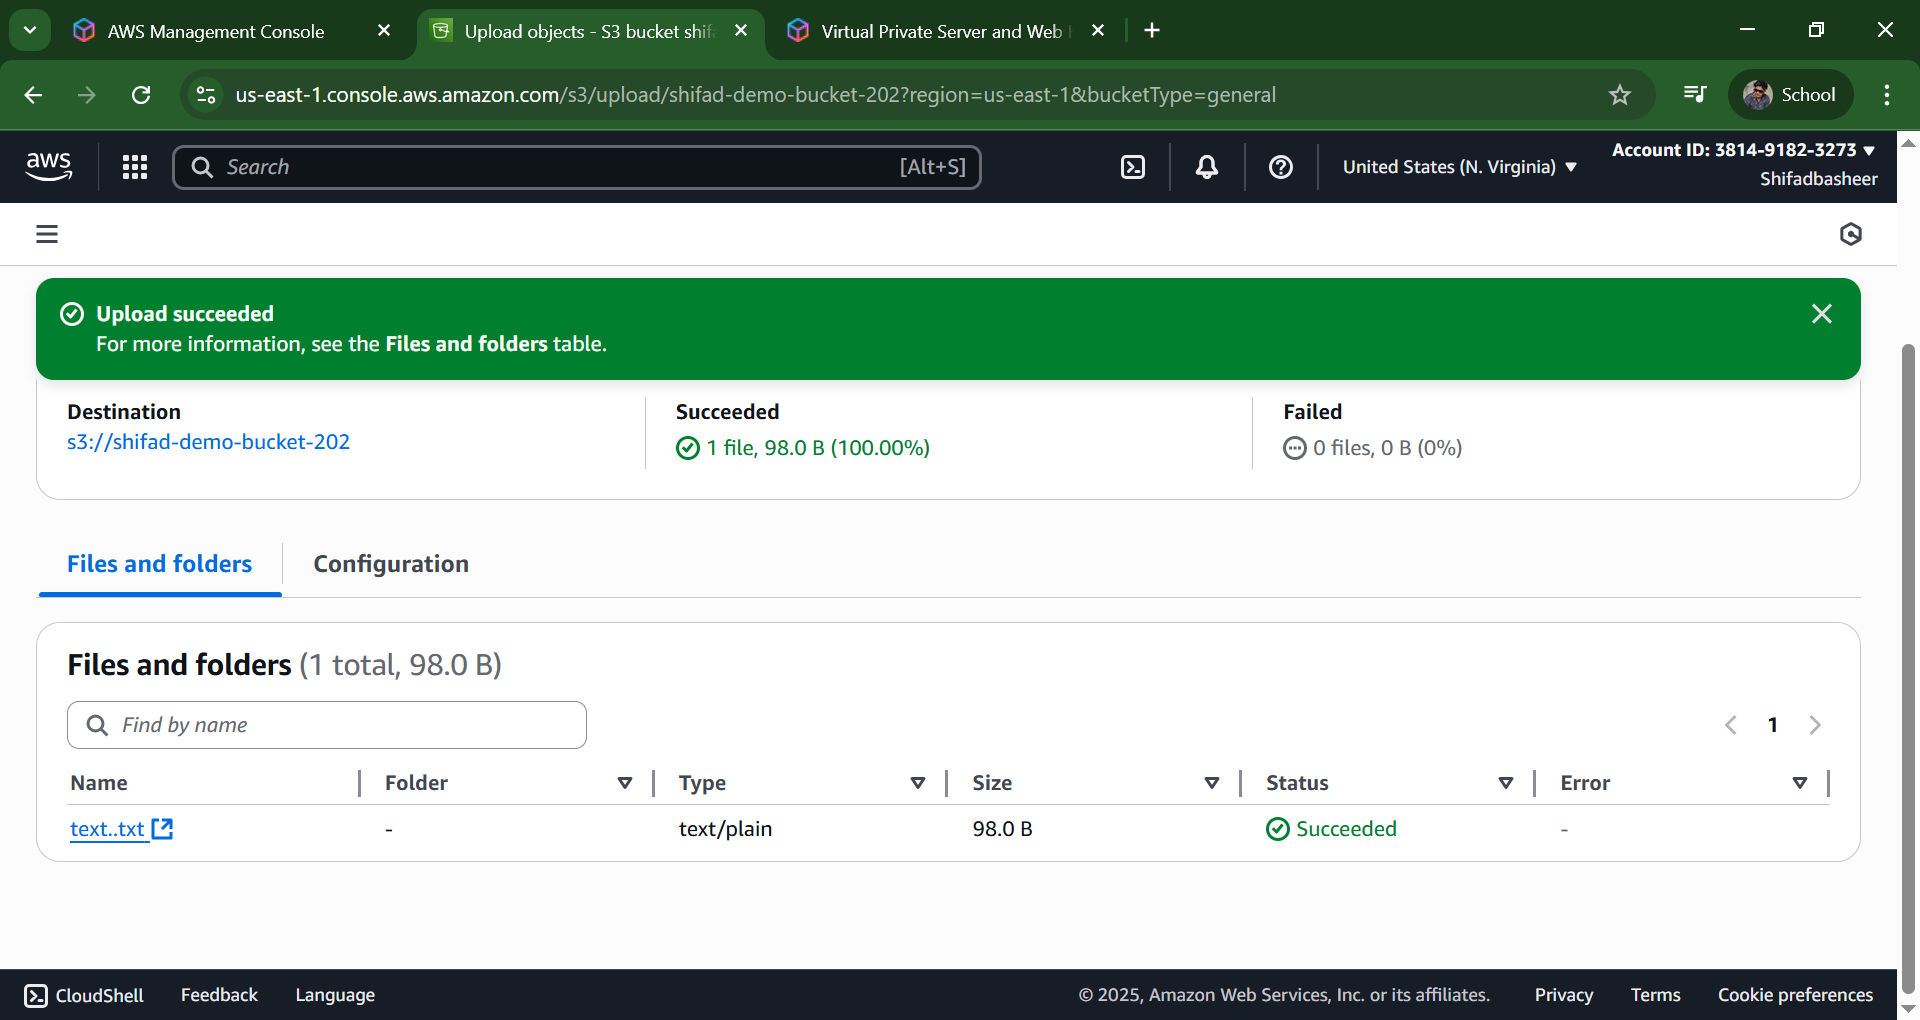 AWS Management Console
Upload objects - S3 bucket shif
Virtual Private Server and Web
us-east-1.console.aws.amazon.com/s3/upload/shifad-demo-bucket-202?region=us-east-1&bucketType=general
School
aws
Search
[Alt+S]
United States (N. Virginia)
Account ID: 3814-9182-3273
Shifadbasheer
Upload succeeded
For more information, see the Files and folders table.
Destination
s3://shifad-demo-bucket-202
Succeeded
1 file, 98.0 B (100.00%)
Failed
0 files, 0 B (0%)
Files and folders
Configuration
Files and folders (1 total, 98.0 B)
Find by name
1
Name Folder Type Size Status Error
text..txt - text/plain 98.0 B Succeeded -
CloudShell Feedback Language © 2025, Amazon Web Services, Inc. or its affiliates. Privacy Terms Cookie preferences